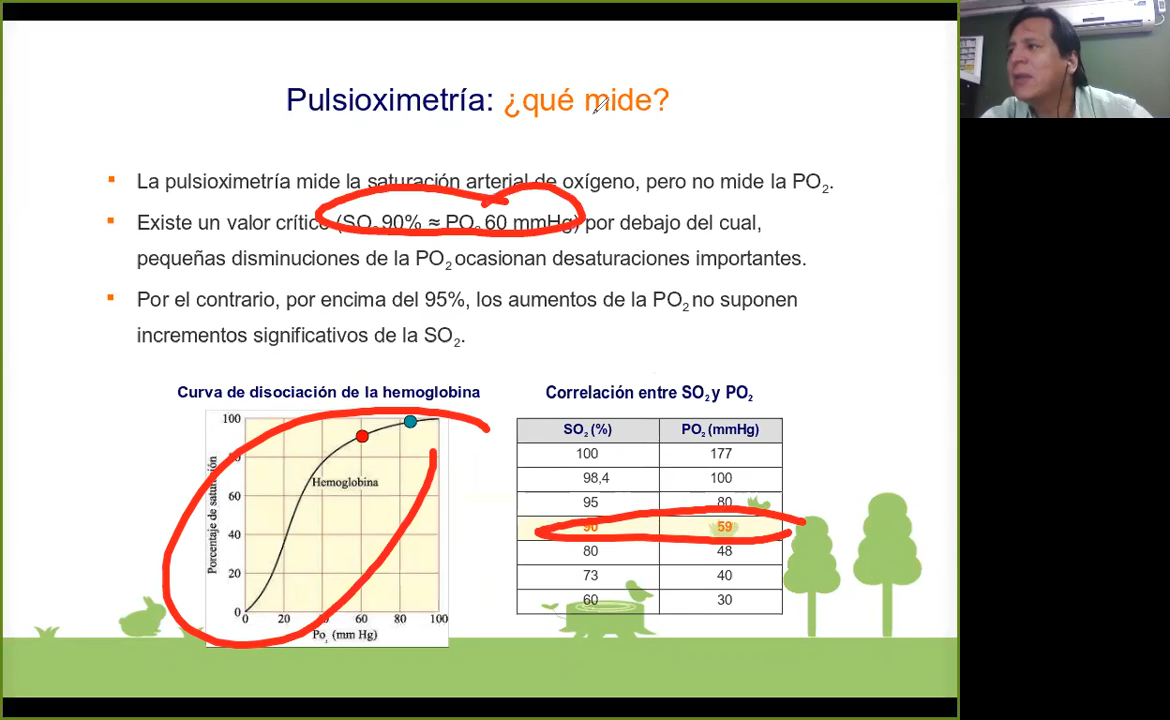 Pulsioximetría: ¿qué mide?
La pulsioximetría mide la saturación arterial de oxígeno, pero no mide la PO2.
Existe un valor crítico (SO2 90% ≈ PO2 60 mmHg) por debajo del cual,
pequeñas disminuciones de la PO2 ocasionan desaturaciones importantes.
Por el contrario, por encima del 95%, los aumentos de la PO2 no suponen
incrementos significativos de la SO2.
Curva de disociación de la hemoglobina
Porcentaje de saturación
100
80
60
40
20
0
Hemoglobina
0 20 40 60 80 100
Po2 (mm Hg)
Correlación entre SO2 y PO2
SO2 (%) PO2 (mmHg)
100 177
98,4 100
95 80
90 59
80 48
73 40
60 30